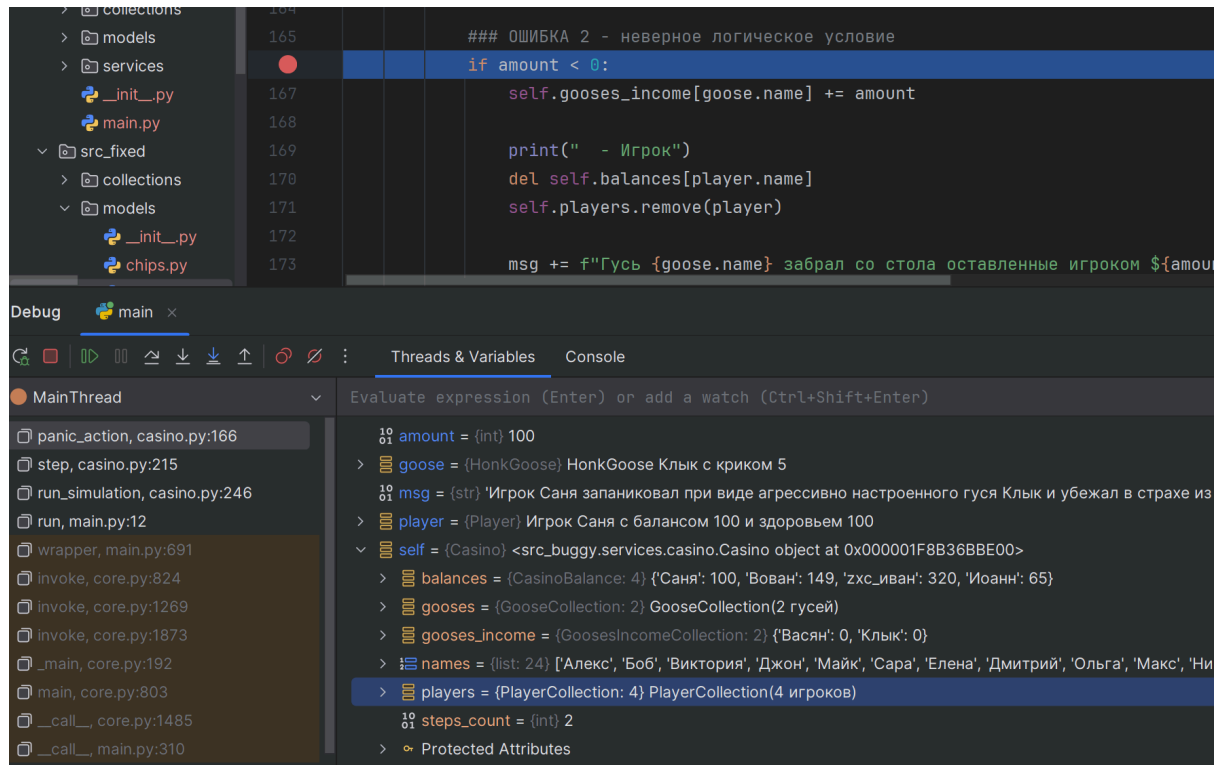 collections 164
models 165 ### ОШИБКА 2 - неверное логическое условие
services if amount < 0:
__init__.py 167 self.gooses_income[goose.name] += amount
main.py 168
src_fixed 169 print("  - Игрок")
collections 170 del self.balances[player.name]
models 171 self.players.remove(player)
__init__.py 172
chips.py 173 msg += f"Гусь {goose.name} забрал со стола оставленные игроком ${amou
Debug main
Threads & Variables Console
MainThread Evaluate expression (Enter) or add a watch (Ctrl+Shift+Enter)
panic_action, casino.py:166 amount = {int} 100
step, casino.py:215 goose = {HonkGoose} HonkGoose Клык с криком 5
run_simulation, casino.py:246 msg = {str} 'Игрок Саня запаниковал при виде агрессивно настроенного гуся Клык и убежал в страхе из
run, main.py:12 player = {Player} Игрок Саня с балансом 100 и здоровьем 100
wrapper, main.py:691 self = {Casino} <src_buggy.services.casino.Casino object at 0x000001F8B36BBE00>
invoke, core.py:824 balances = {CasinoBalance: 4} {'Саня': 100, 'Вован': 149, 'zxc_иван': 320, 'Иоанн': 65}
invoke, core.py:1269 gooses = {GooseCollection: 2} GooseCollection(2 гусей)
invoke, core.py:1873 gooses_income = {GoosesIncomeCollection: 2} {'Васян': 0, 'Клык': 0}
_main, core.py:192 names = {list: 24} ['Алекс', 'Боб', 'Виктория', 'Джон', 'Майк', 'Сара', 'Елена', 'Дмитрий', 'Ольга', 'Макс', 'Ни
main, core.py:803 players = {PlayerCollection: 4} PlayerCollection(4 игроков)
__call__, core.py:1485 steps_count = {int} 2
__call__, main.py:310 Protected Attributes